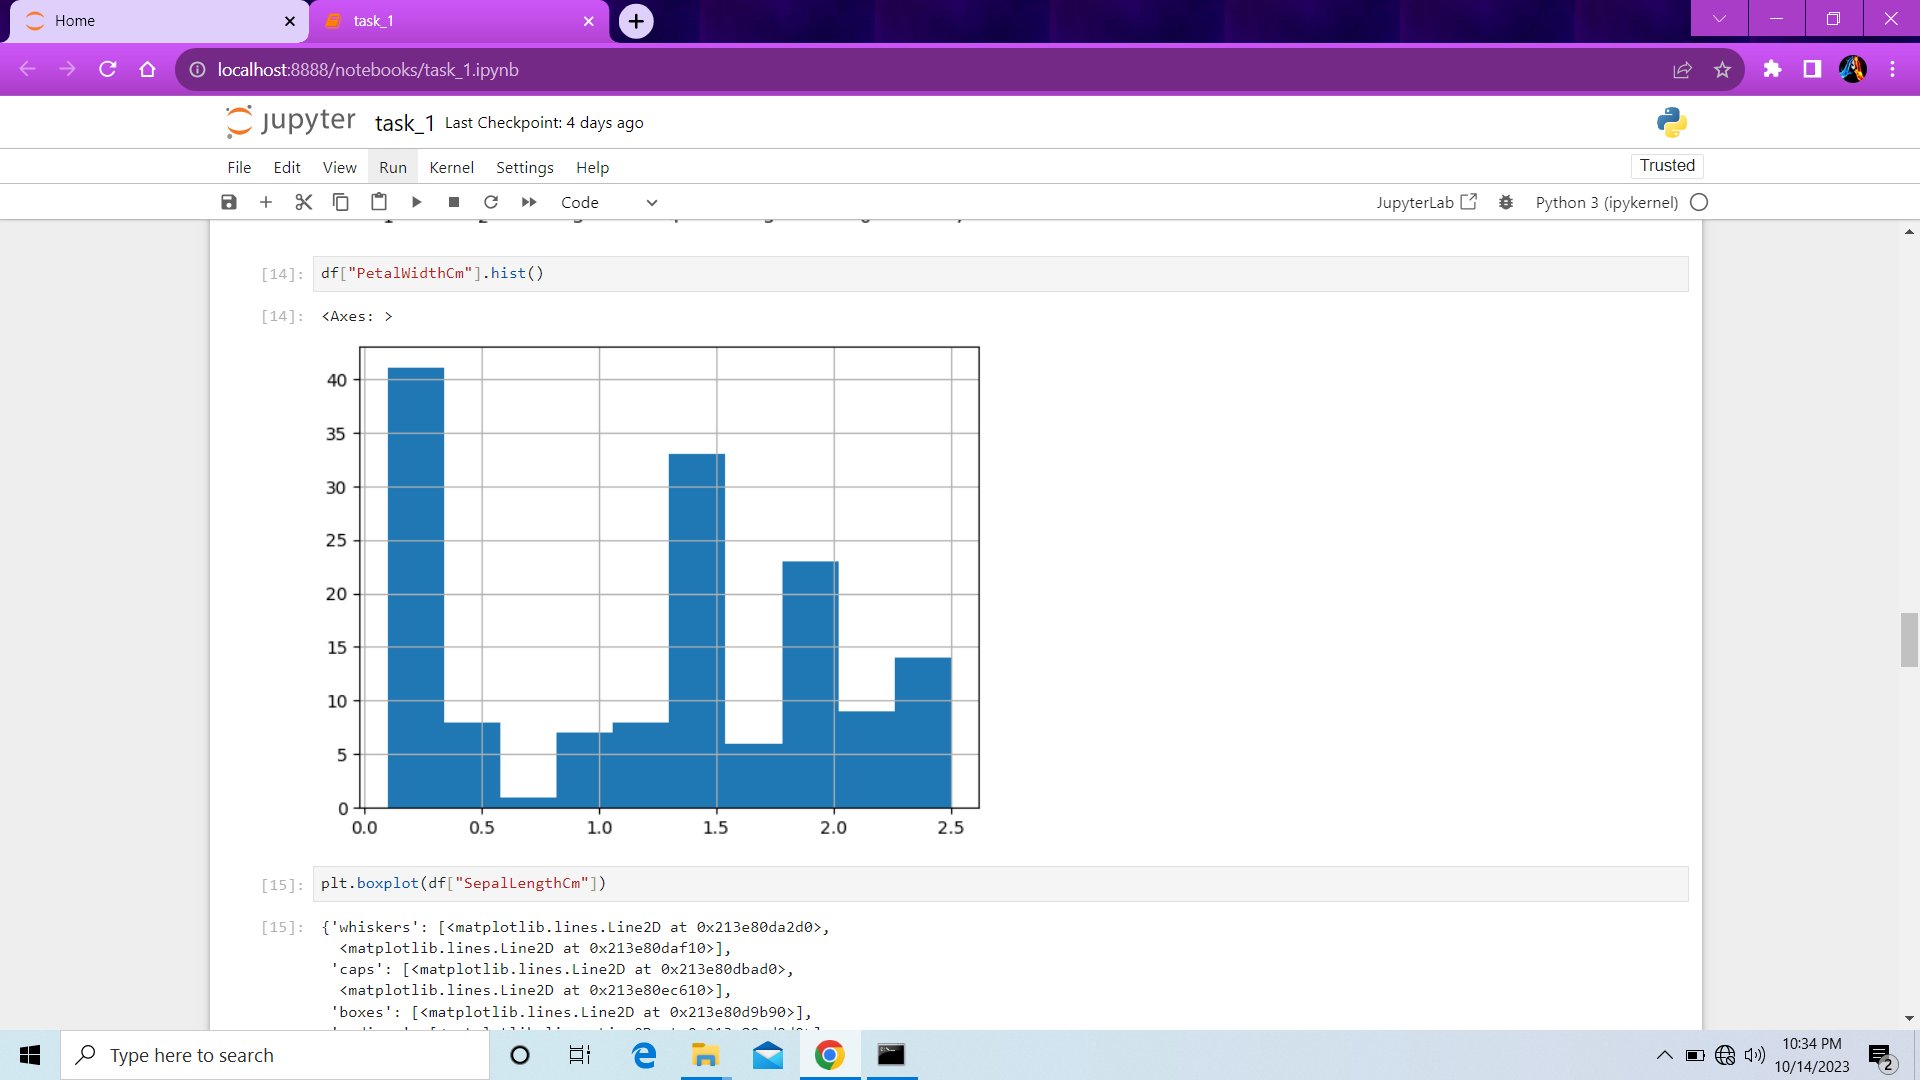 Home
task_1
localhost:8888/notebooks/task_1.ipynb
jupyter task_1 Last Checkpoint: 4 days ago
File Edit View Run Kernel Settings Help
Trusted
Code
JupyterLab
Python 3 (ipykernel)
[14]: df["PetalWidthCm"].hist()
[14]: <Axes: >
40
35
30
25
20
15
10
5
0
0.0 0.5 1.0 1.5 2.0 2.5
[15]: plt.boxplot(df["SepalLengthCm"])
[15]: {'whiskers': [<matplotlib.lines.Line2D at 0x213e80da2d0>,
<matplotlib.lines.Line2D at 0x213e80daf10>],
'caps': [<matplotlib.lines.Line2D at 0x213e80dbad0>,
<matplotlib.lines.Line2D at 0x213e80ec610>],
'boxes': [<matplotlib.lines.Line2D at 0x213e80d9b90>],
Type here to search
10:34 PM
10/14/2023
2